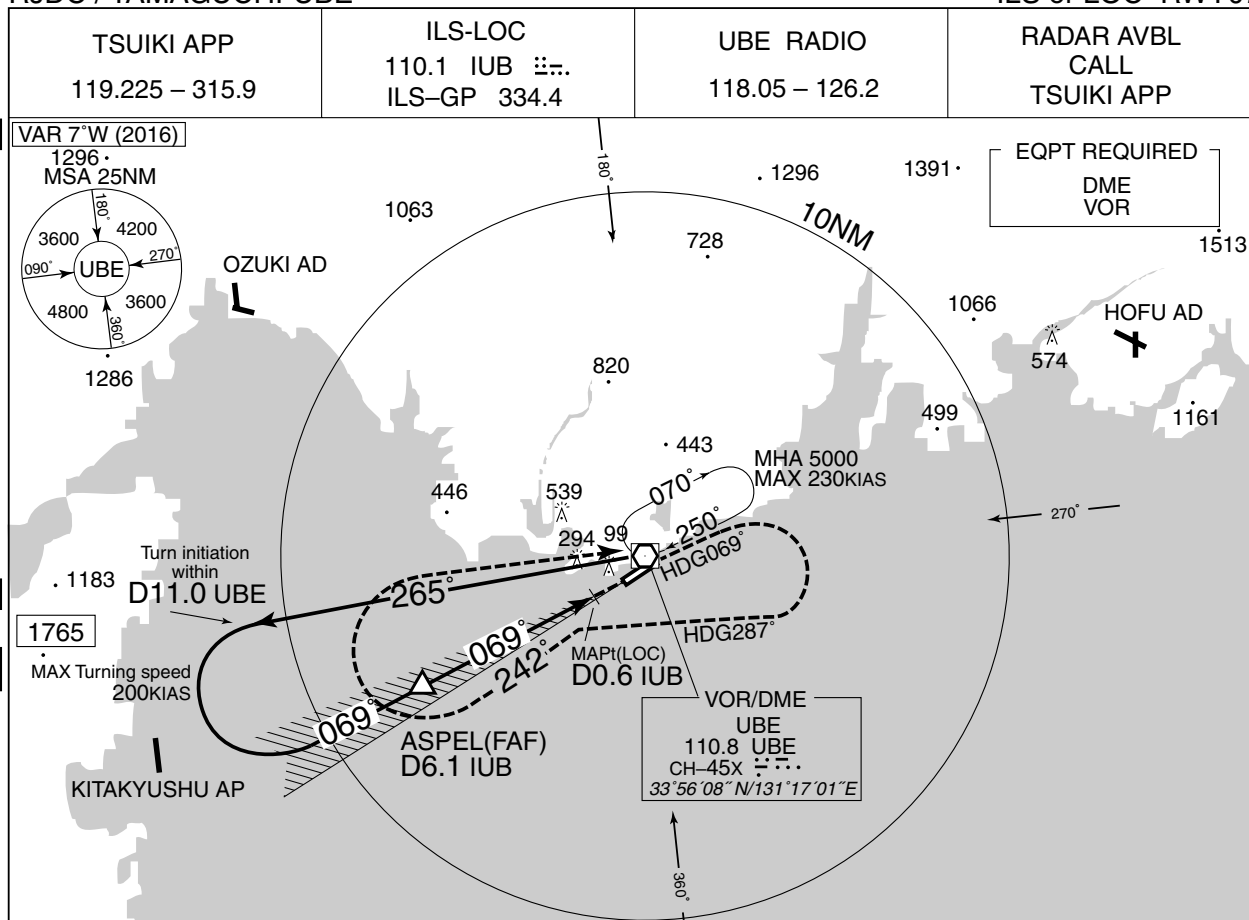 TSUIKI APP
119.225 – 315.9
ILS-LOC
110.1 IUB
ILS–GP 334.4
UBE RADIO
118.05 – 126.2
RADAR AVBL
CALL
TSUIKI APP
VAR 7°W (2016)
1296
MSA 25NM
180°
3600
4200
090°
UBE
270°
4800
3600
360°
1286
OZUKI AD
1063
180°
1296
1391
EQPT REQUIRED
DME
VOR
10NM
728
1513
1066
HOFU AD
574
820
499
1161
443
MHA 5000
MAX 230KIAS
070°
250°
446
539
294
99
HDG069°
270°
Turn initiation
within
D11.0 UBE
1183
265°
1765
MAX Turning speed
200KIAS
069°
242°
MAPt(LOC)
D0.6 IUB
HDG287°
069°
ASPEL(FAF)
D6.1 IUB
KITAKYUSHU AP
VOR/DME
UBE
110.8 UBE
CH–45X
33°56´08˝N/131°17´01˝E
360°